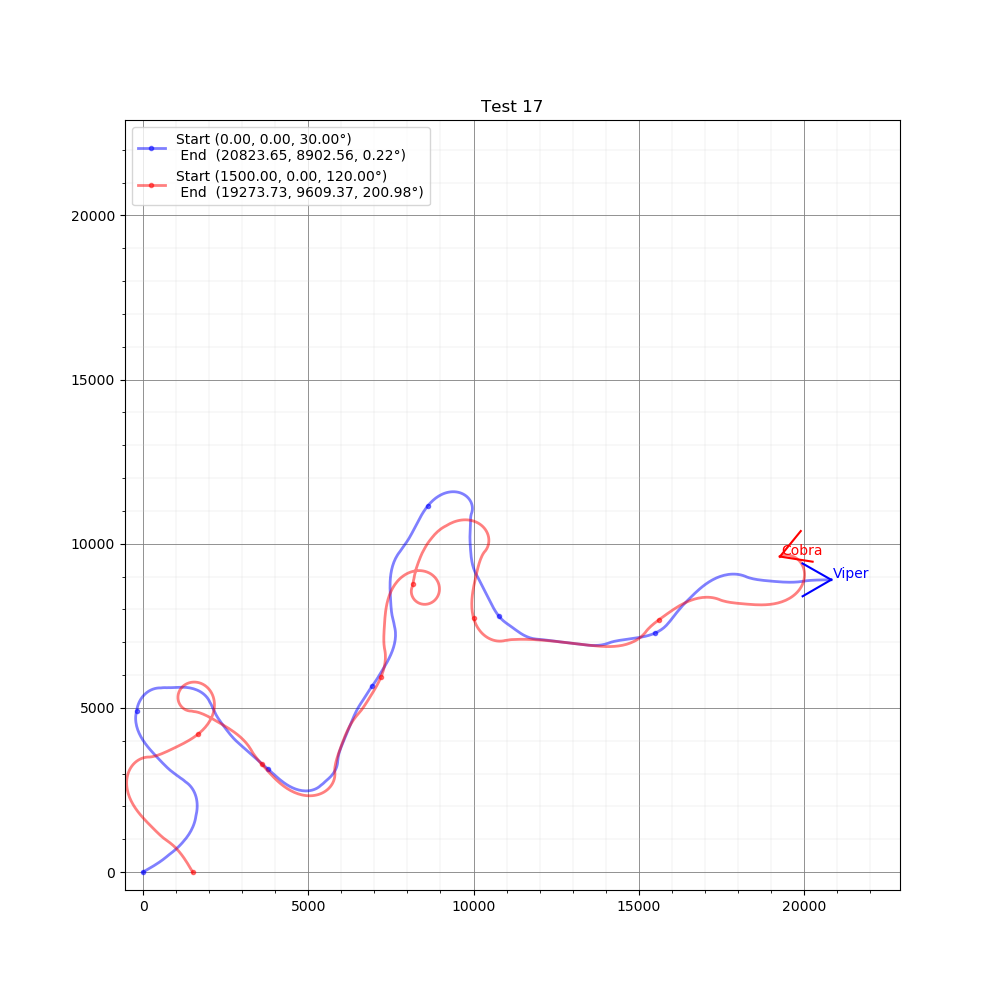 Test 17
Start (0.00, 0.00, 30.00°)
End (20823.65, 8902.56, 0.22°)
Start (1500.00, 0.00, 120.00°)
End (19273.73, 9609.37, 200.98°)
20000
15000
10000
5000
0
Cobra
Viper
0 5000 10000 15000 20000